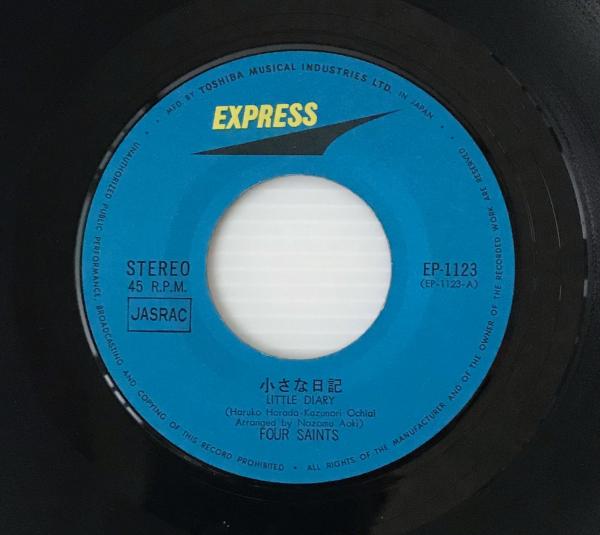 • MFD. BY TOSHIBA MUSICAL INDUSTRIES LTD. IN JAPAN •
EXPRESS
STEREO
45 R.P.M.
JASRAC
EP-1123
(EP-1123-A)
小さな日記
LITTLE DIARY
(Haruko Harada-Kazunori Ochiai
Arranged by Nozomu Aoki)
FOUR SAINTS
UNAUTHORIZED PUBLIC PERFORMANCE, BROADCASTING AND COPYING OF THIS RECORD PROHIBITED • ALL RIGHTS OF THE MANUFACTURER AND OF THE OWNER OF THE RECORDED WORK ARE RESERVED